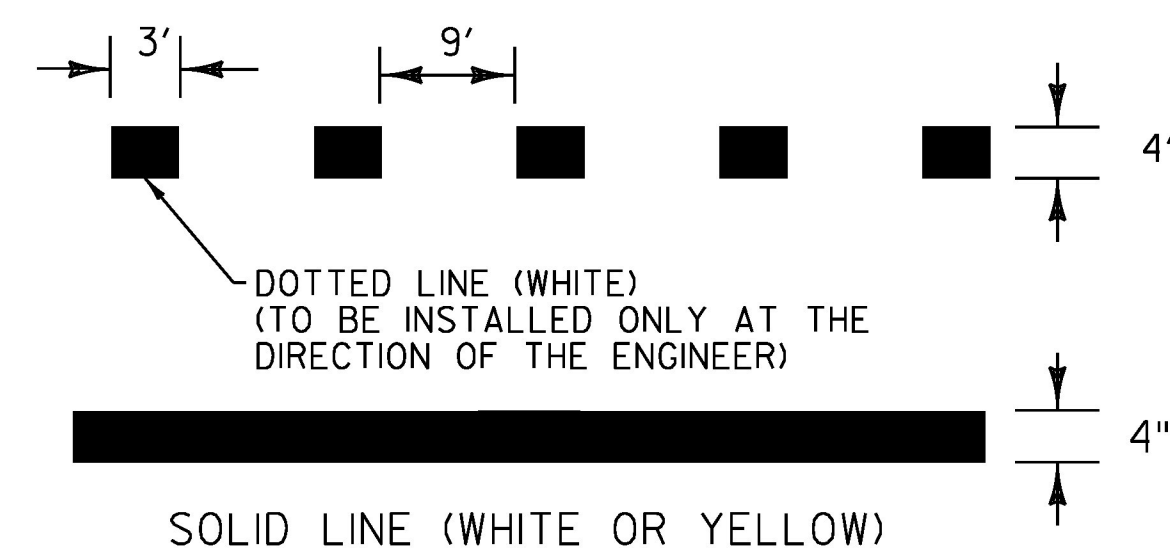 3' 9'
4'
DOTTED LINE (WHITE)
(TO BE INSTALLED ONLY AT THE
DIRECTION OF THE ENGINEER)
4"
SOLID LINE (WHITE OR YELLOW)